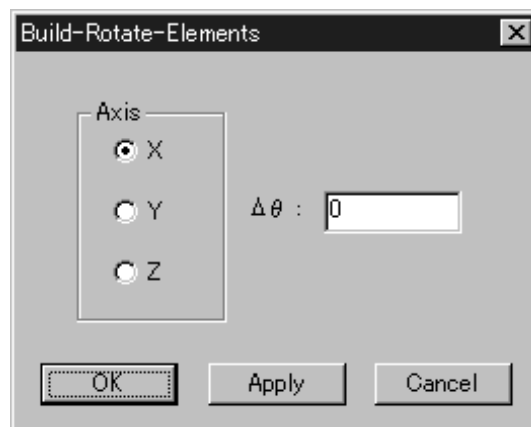 Build-Rotate-Elements
Axis
X
Y
Δθ : 0
Z
OK Apply Cancel